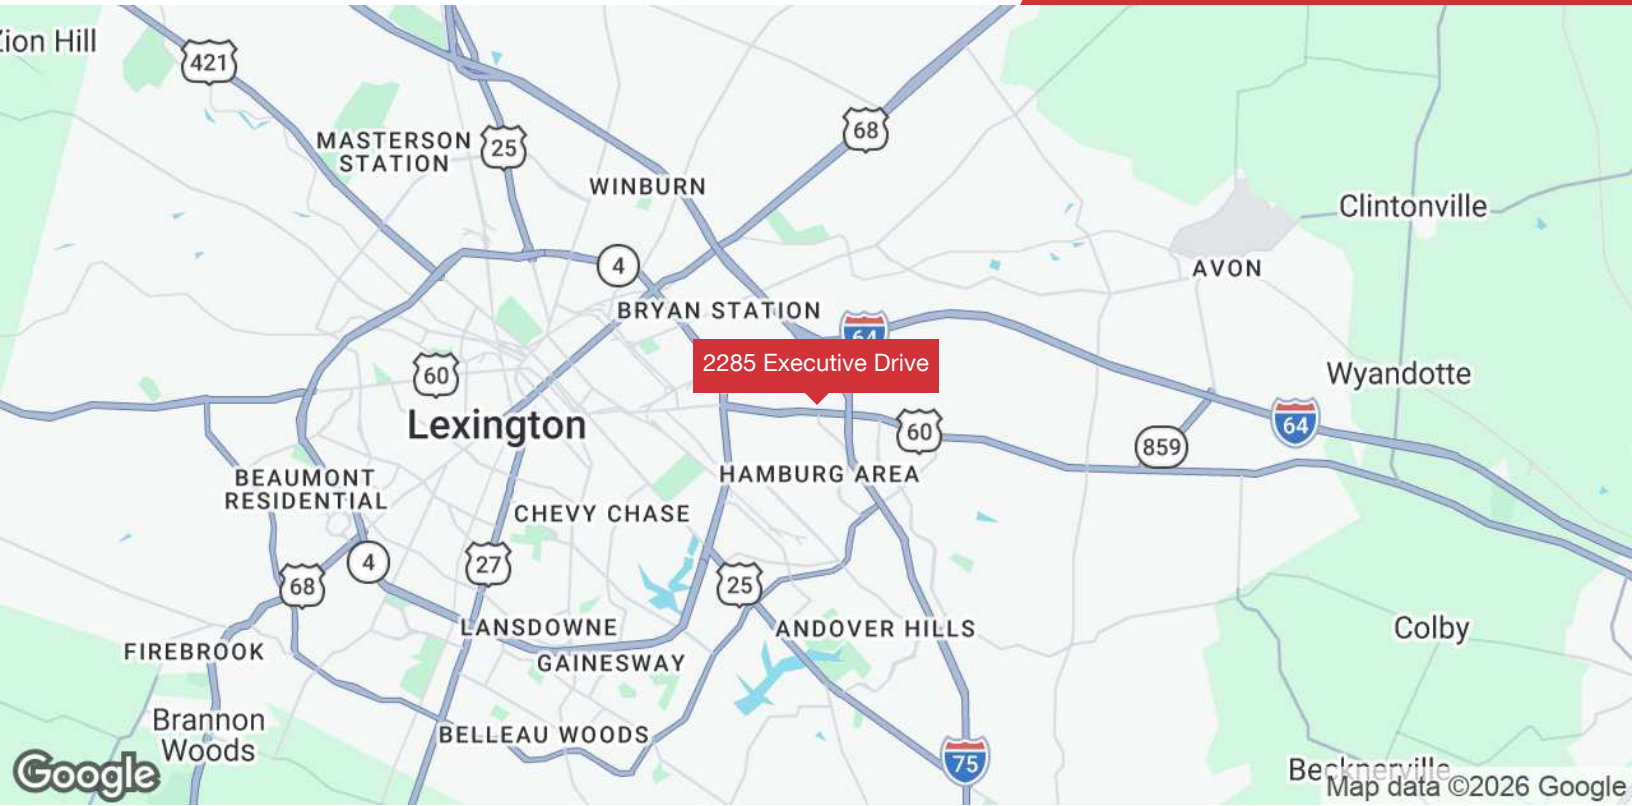 Zion Hill
421
MASTERSON
STATION
25
68
WINBURN
Clintonville
4
AVON
BRYAN STATION
64
2285 Executive Drive
60
Wyandotte
Lexington
60
64
859
BEAUMONT
RESIDENTIAL
HAMBURG AREA
CHEVY CHASE
4
27
68
25
LANSDOWNE
ANDOVER HILLS
Colby
FIREBROOK
GAINESWAY
Brannon
Woods
BELLEAU WOODS
75
Becknerville
Google
Map data ©2026 Google